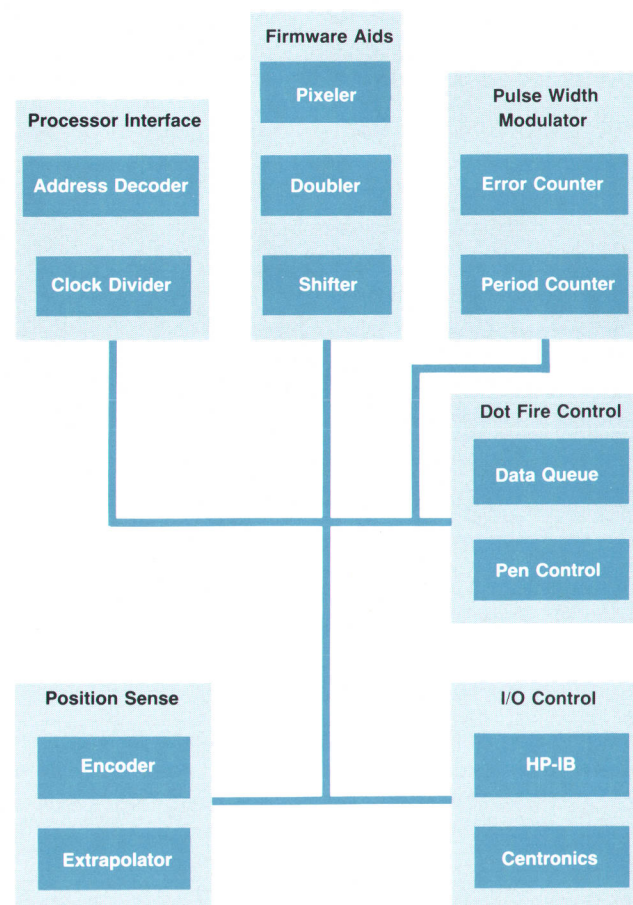 Firmware Aids
Pixeler
Doubler
Shifter
Processor Interface
Address Decoder
Clock Divider
Pulse Width
Modulator
Error Counter
Period Counter
Dot Fire Control
Data Queue
Pen Control
Position Sense
Encoder
Extrapolator
I/O Control
HP-IB
Centronics